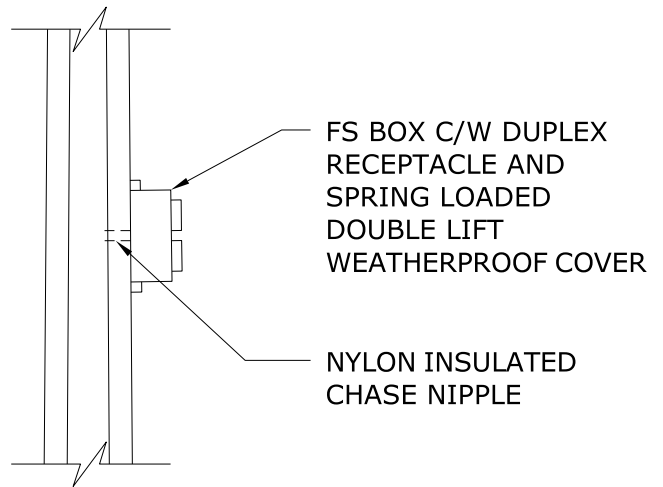 FS BOX C/W DUPLEX
RECEPTACLE AND
SPRING LOADED
DOUBLE LIFT
WEATHERPROOF COVER
NYLON INSULATED
CHASE NIPPLE